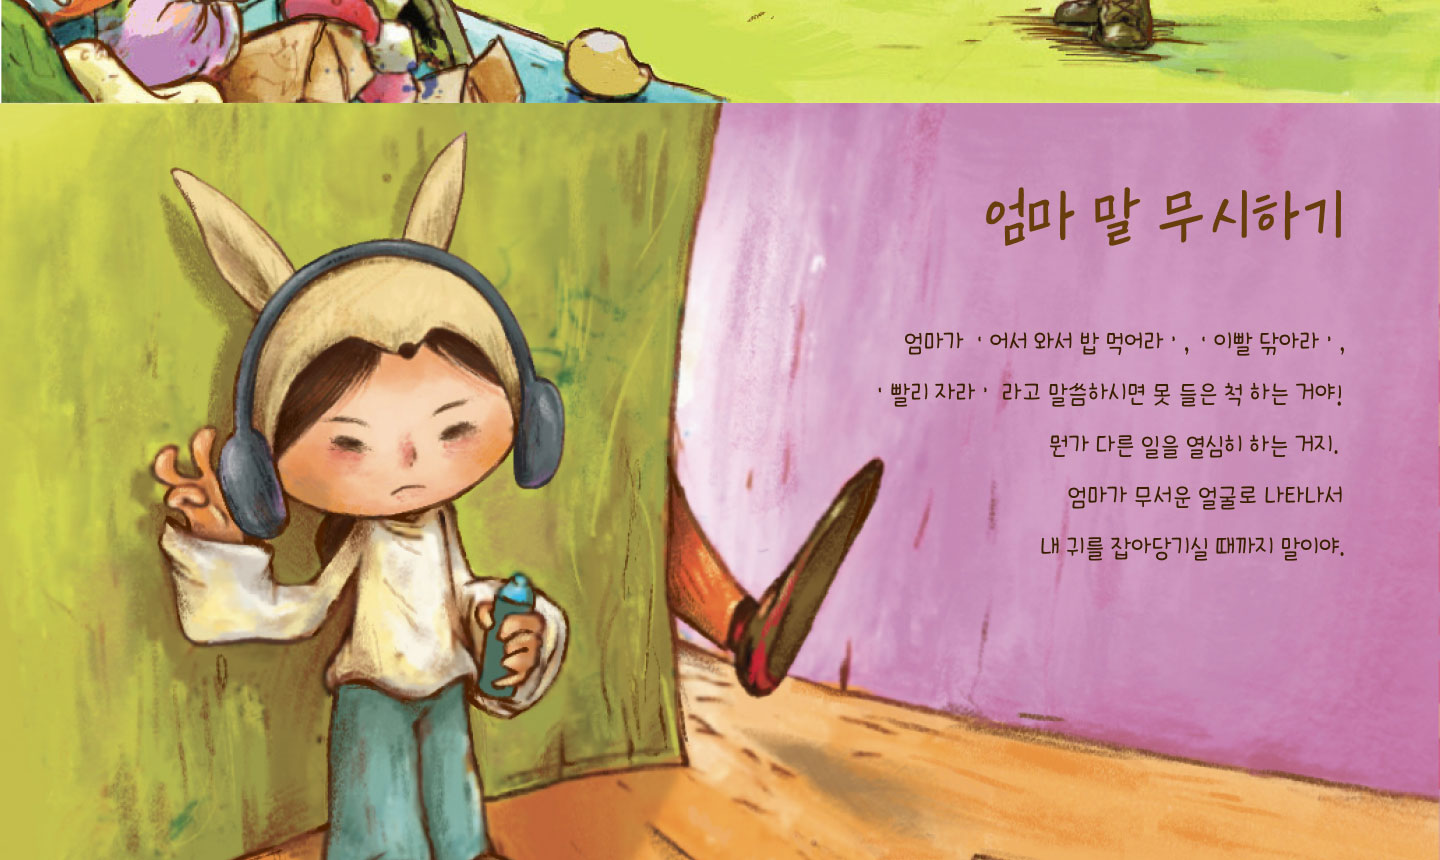 엄마 말 무시하기
엄마가 '어서 와서 밥 먹어라', '이빨 닦아라',
'빨리 자라' 라고 말씀하시면 못 들은 척 하는 거야!
뭔가 다른 일을 열심히 하는 거지.
엄마가 무서운 얼굴로 나타나서
내 귀를 잡아당기실 때까지 말이야.